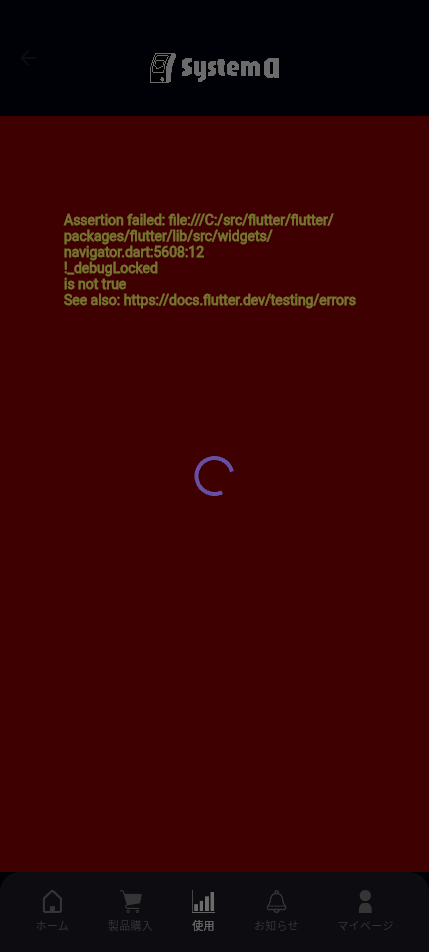 System a
Assertion failed: file:///C:/src/flutter/flutter/
packages/flutter/lib/src/widgets/
navigator.dart:5608:12
!_debugLocked
is not true
See also: https://docs.flutter.dev/testing/errors
ホーム
製品購入
使用
お知らせ
マイページ